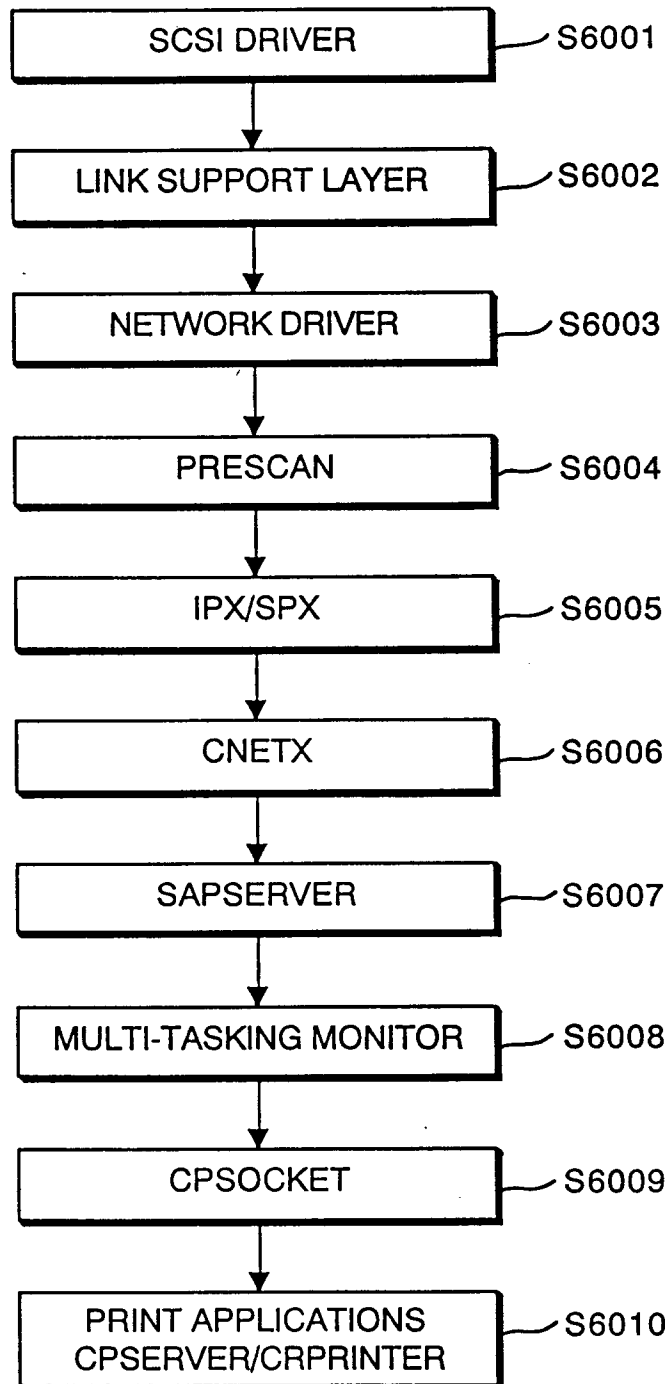 SCSI DRIVER S6001
LINK SUPPORT LAYER S6002
NETWORK DRIVER S6003
PRESCAN S6004
IPX/SPX S6005
CNETX S6006
SAPSERVER S6007
MULTI-TASKING MONITOR S6008
CPSOCKET S6009
PRINT APPLICATIONS S6010
CPSERVER/CRPRINTER